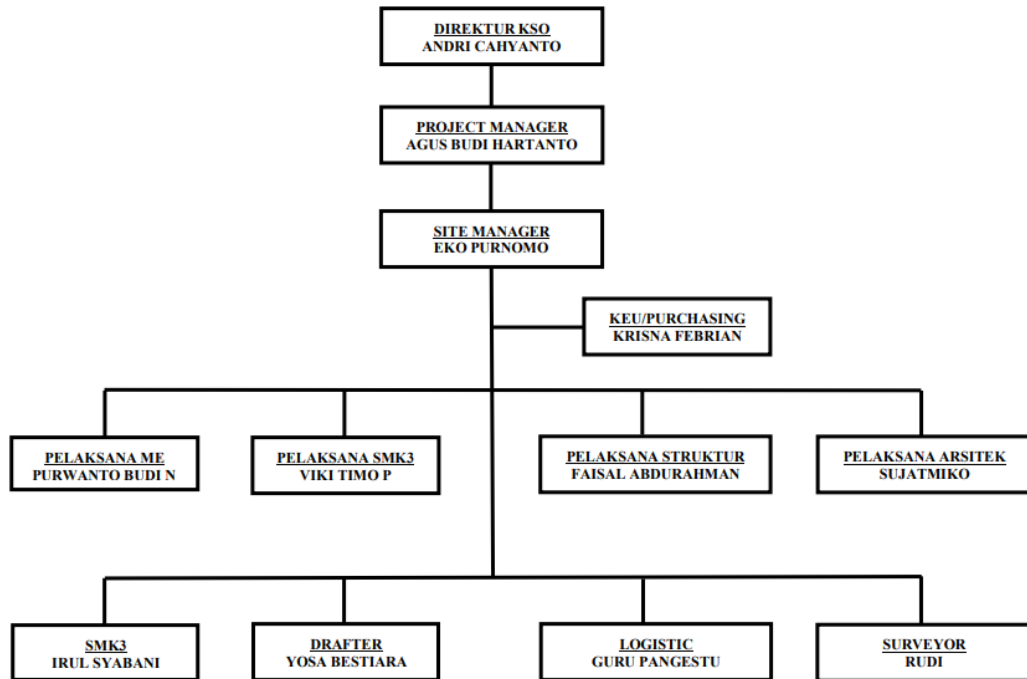 DIREKTUR KSO
ANDRI CAHYANTO
PROJECT MANAGER
AGUS BUDI HARTANTO
SITE MANAGER
EKO PURNOMO
KEU/PURCHASING
KRISNA FEBRIAN
PELAKSANA ME
PURWANTO BUDI N
PELAKSANA SMK3
VIKI TIMO P
PELAKSANA STRUKTUR
FAISAL ABDURAHMAN
PELAKSANA ARSITEK
SUJATMIKO
SMK3
IRUL SYABANI
DRAFTER
YOSA BESTIARA
LOGISTIC
GURU PANGESTU
SURVEYOR
RUDI